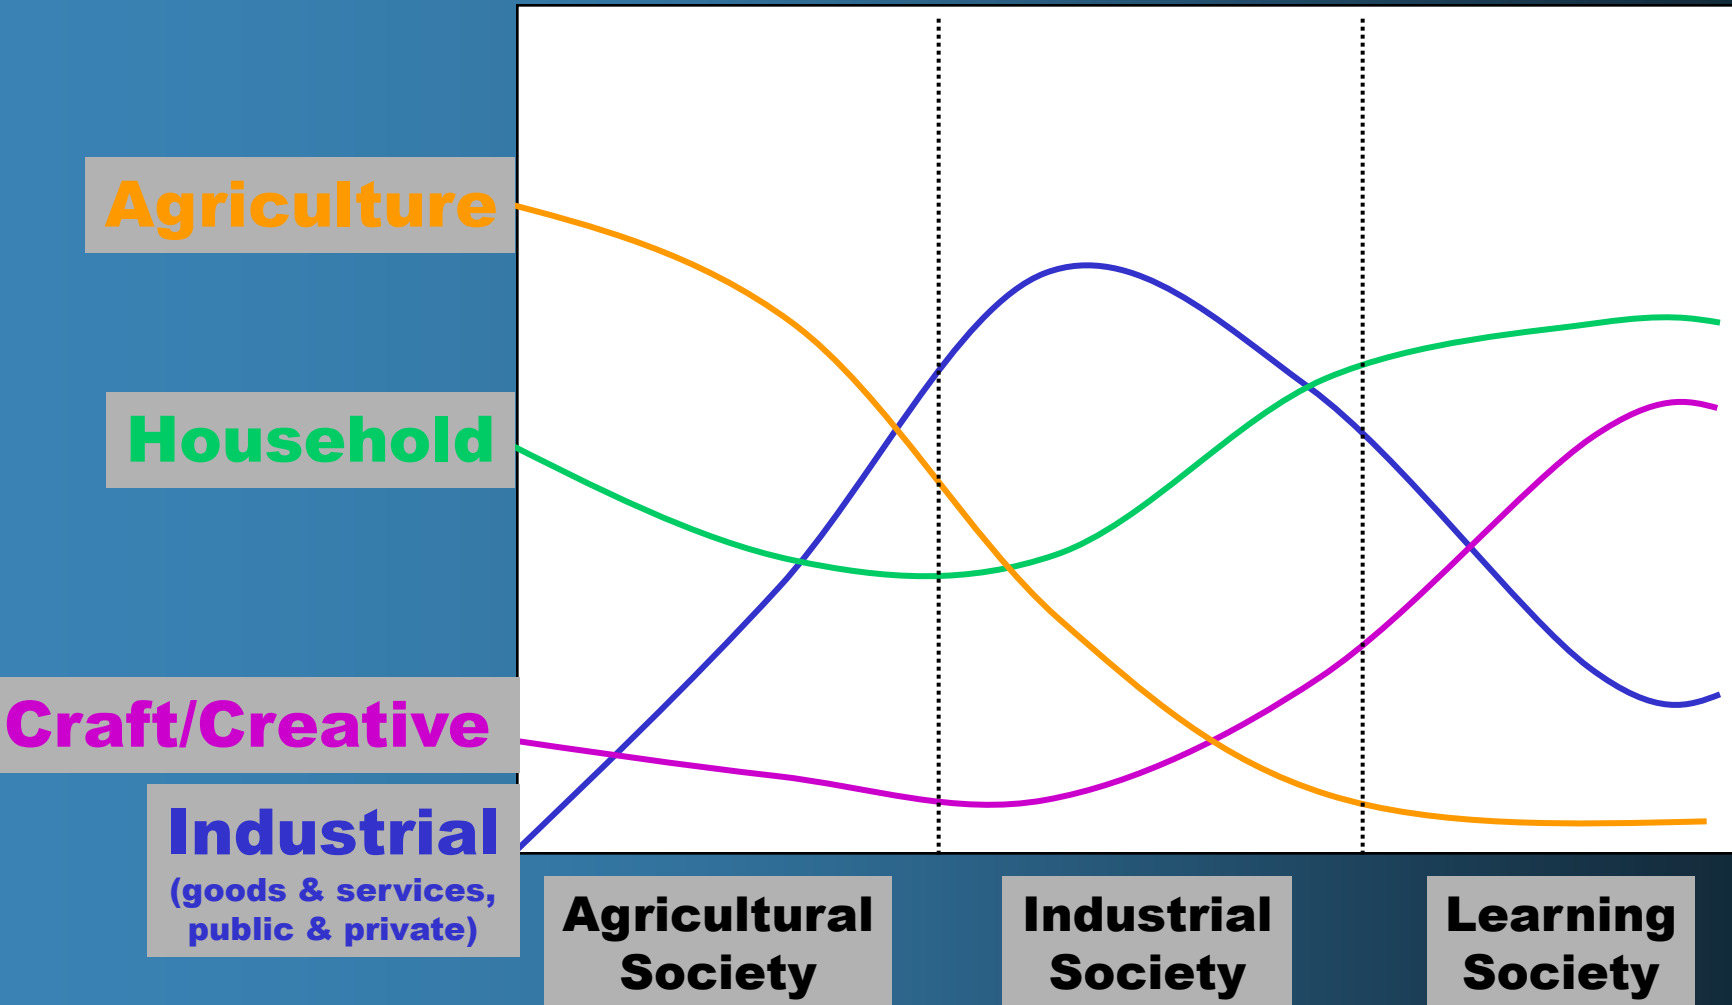 Agriculture
Household
Craft/Creative
Industrial
(goods & services,
public & private)
Agricultural
Society
Industrial
Society
Learning
Society